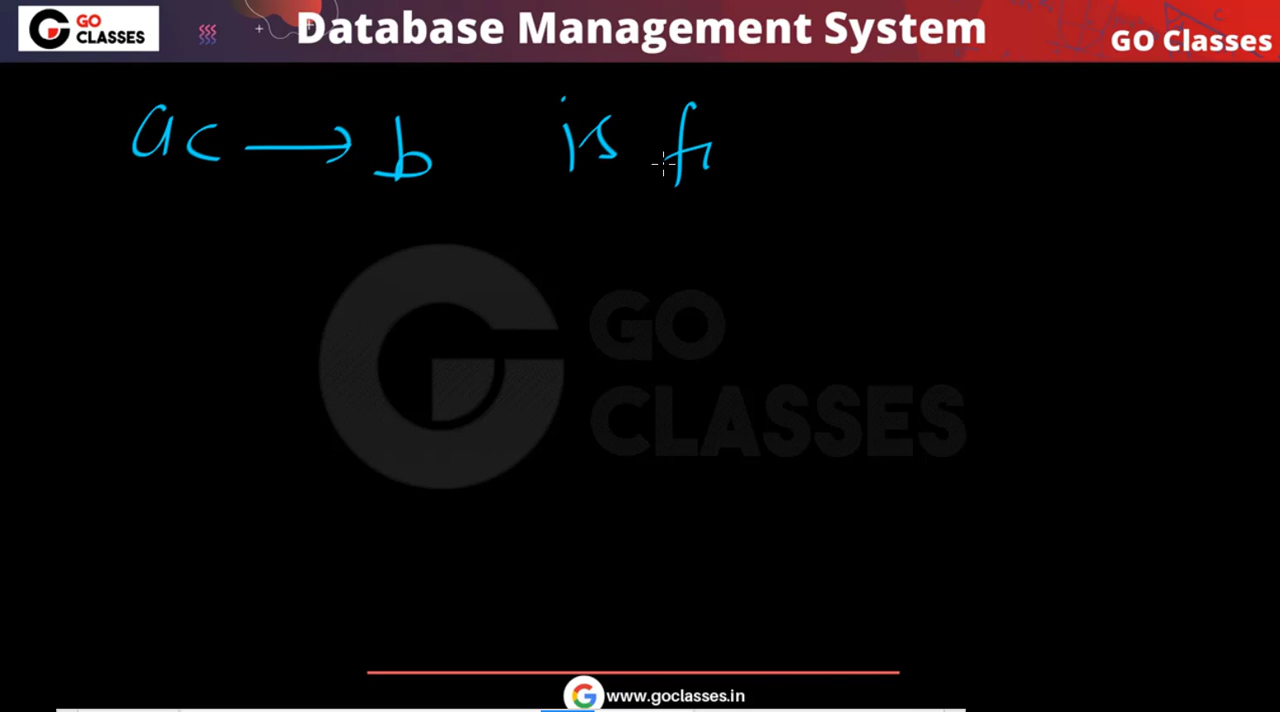 GO
CLASSES
Database Management System
GO Classes
ac → b is f
GO
CLASSES
www.goclasses.in